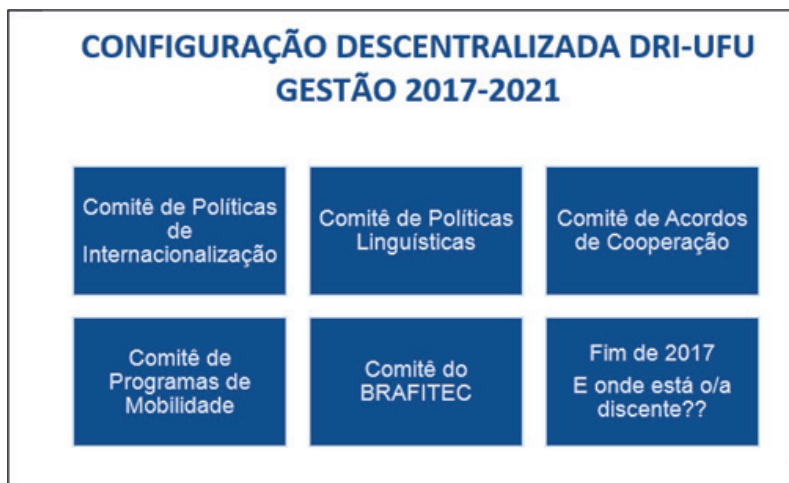 CONFIGURAÇÃO DESCENTRALIZADA DRI-UFU
GESTÃO 2017-2021
Comitê de Políticas
de
Internacionalização
Comitê de Políticas
Linguísticas
Comitê de Acordos
de Cooperação
Comitê de
Programas de
Mobilidade
Comitê do
BRAFITEC
Fim de 2017
E onde está o/a
discente??